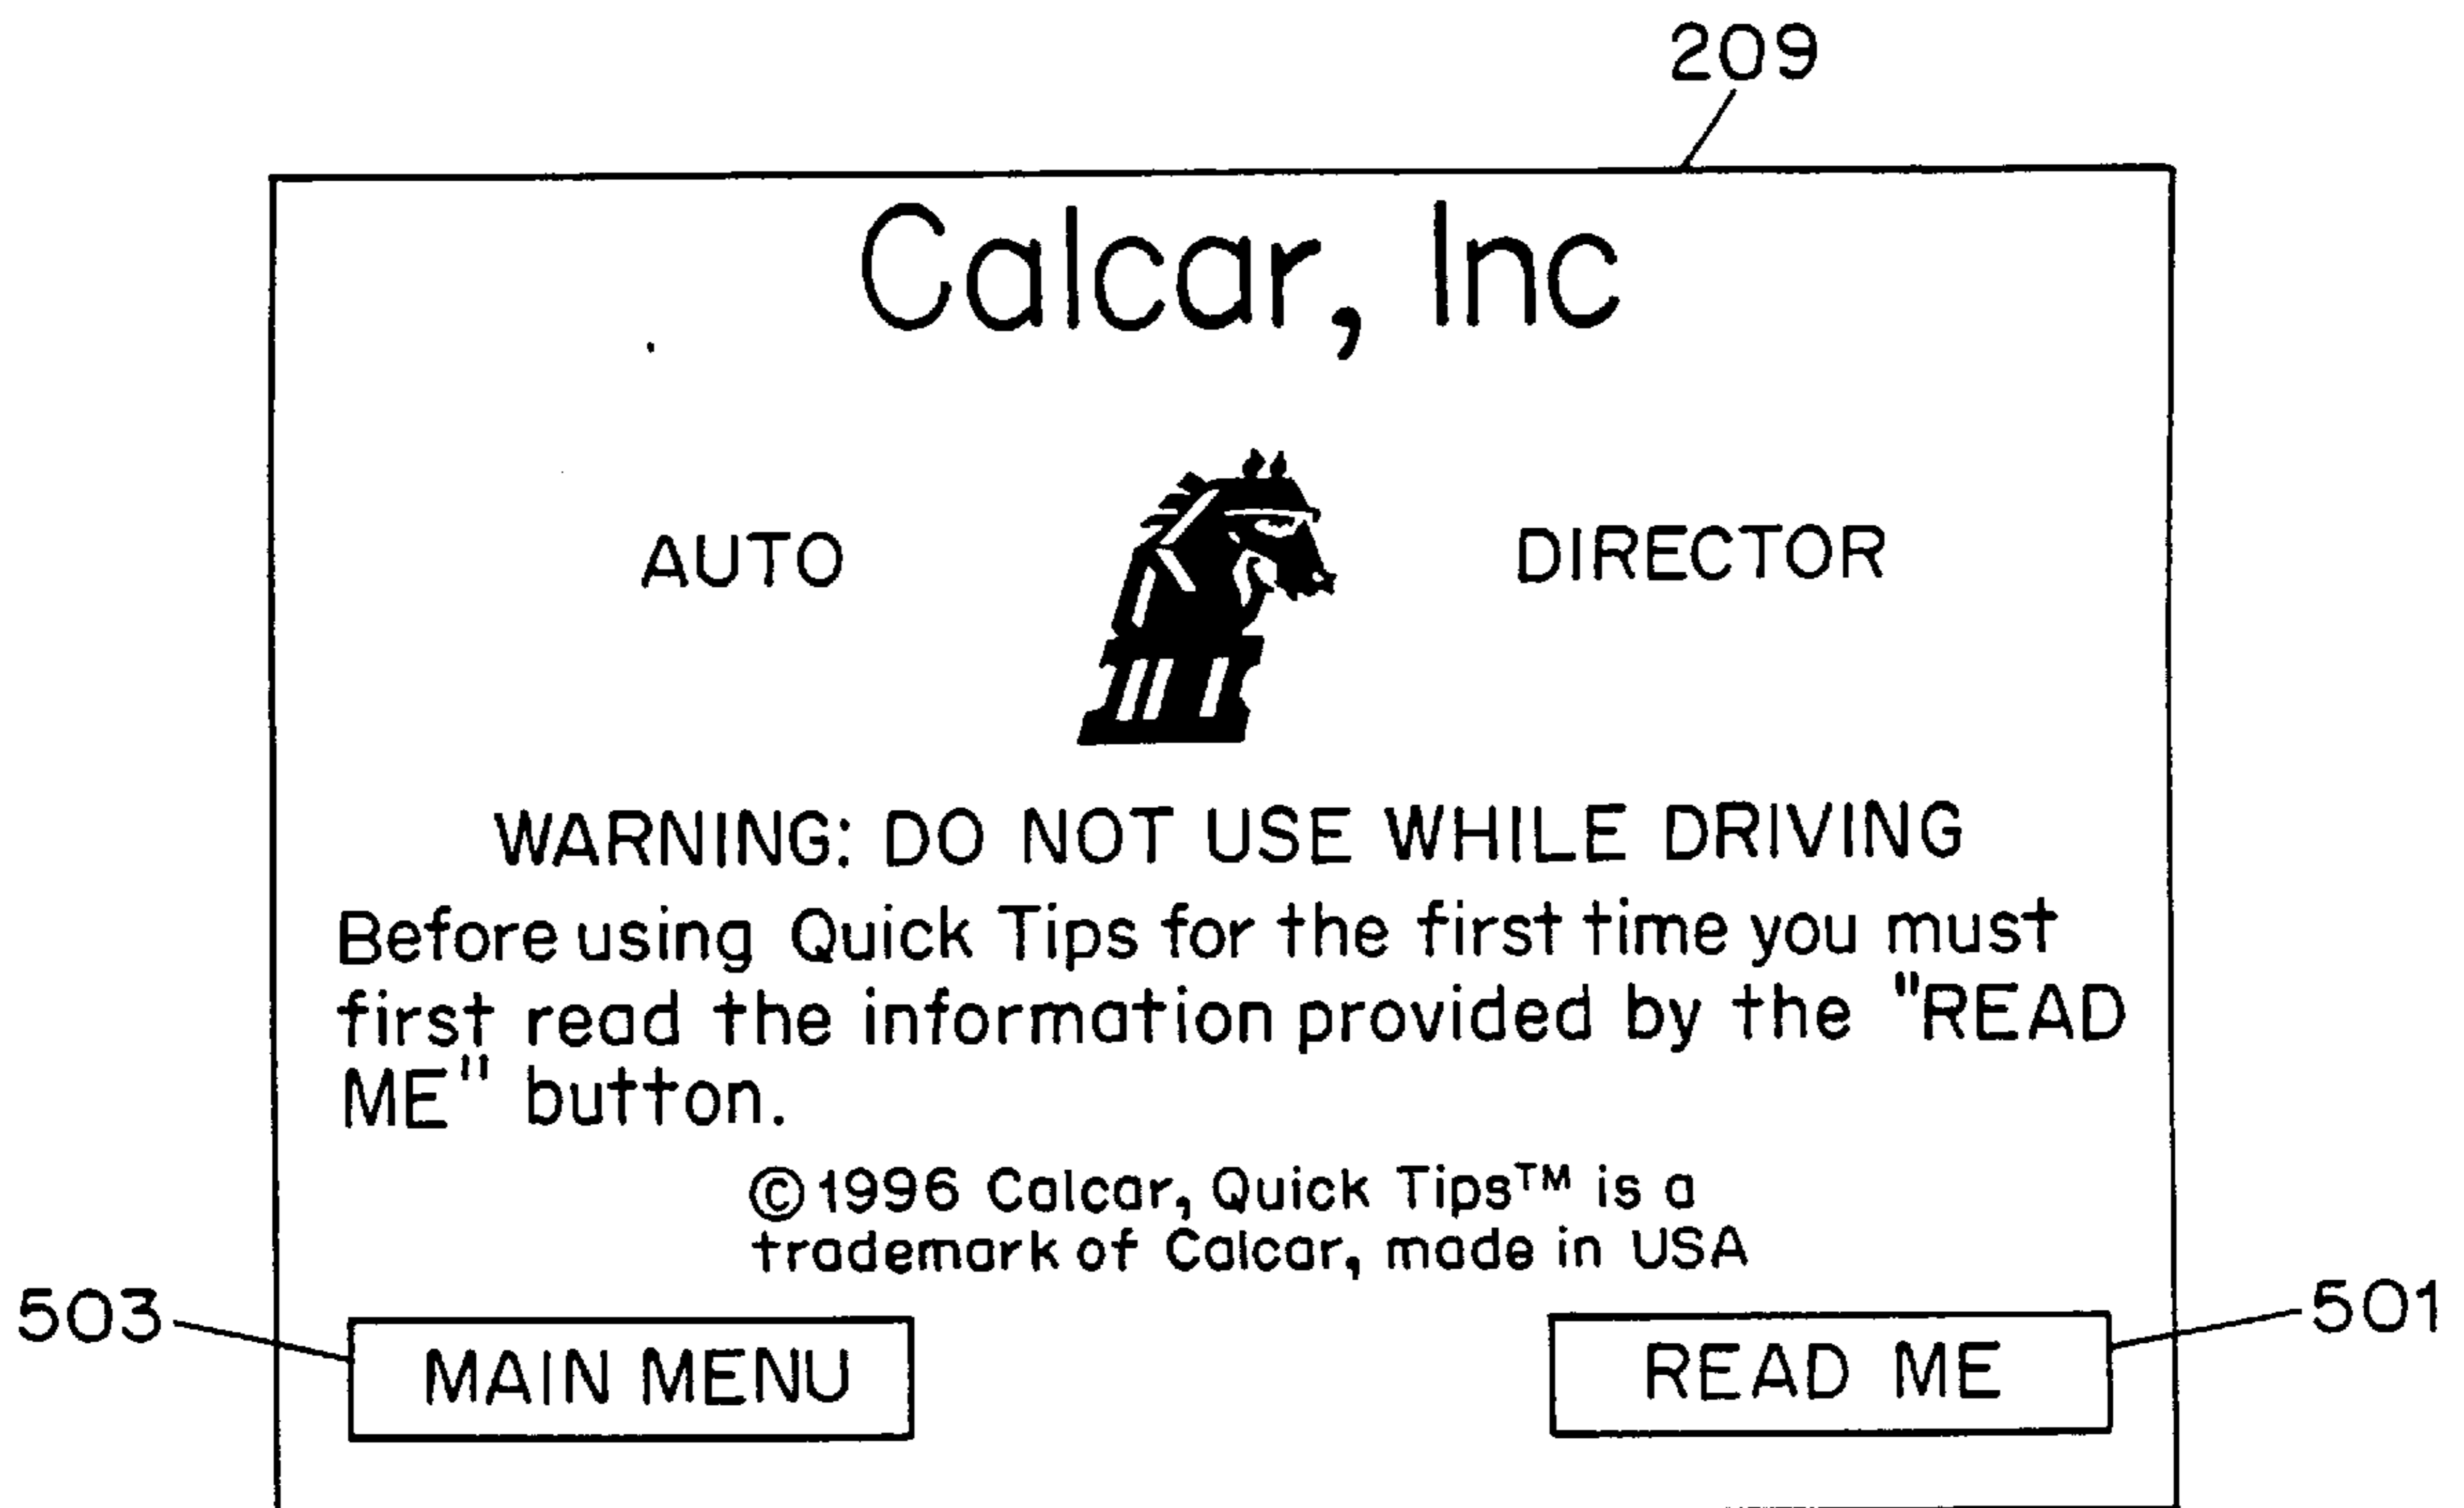 209
Calcar, Inc
AUTO DIRECTOR
WARNING: DO NOT USE WHILE DRIVING
Before using Quick Tips for the first time you must
first read the information provided by the "READ
ME" button.
©1996 Calcar, Quick Tips™ is a
trademark of Calcar, made in USA
503 501
MAIN MENU READ ME